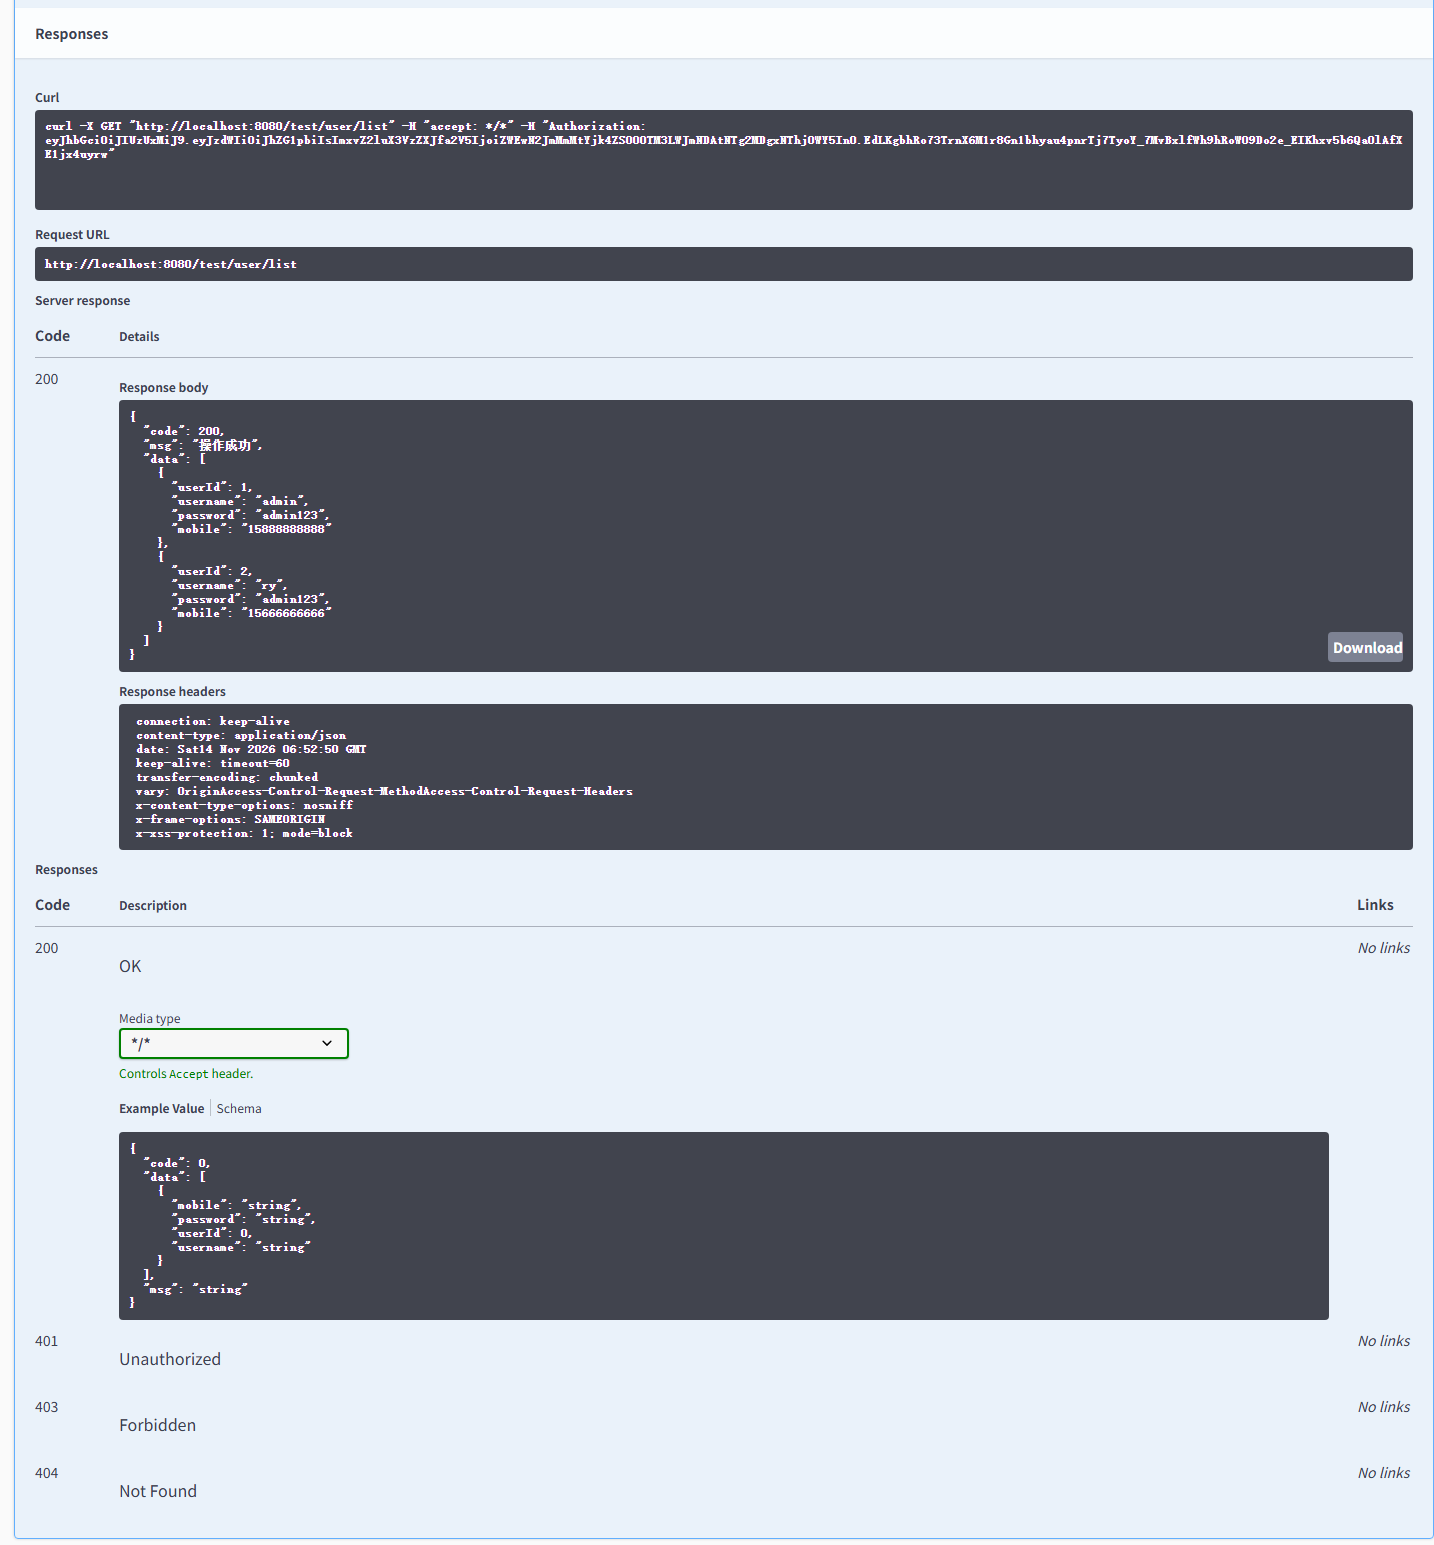 Responses
Curl
curl -X GET "http://localhost:8080/test/user/list" -H "accept: */*" -H "Authorization:
E1jx4uyrw"
Request URL
http://localhost:8080/test/user/list
Server response
Code Details
200
Response body
{
"code": 200,
"msg": "操作成功",
"data": [
{
"userId": 1,
"username": "admin",
"password": "admin123",
"mobile": "15888888888"
},
{
"userId": 2,
"username": "ry",
"password": "admin123",
"mobile": "15666666666"
}
]
}
Download
Response headers
connection: keep-alive
content-type: application/json
date: Sat14 Nov 2026 06:52:50 GMT
keep-alive: timeout=60
transfer-encoding: chunked
vary: OriginAccess-Control-Request-MethodAccess-Control-Request-Headers
x-content-type-options: nosniff
x-frame-options: SAMEORIGIN
x-xss-protection: 1; mode=block
Responses
Code Description Links
200 No links
OK
Media type
*/*
Controls Accept header.
Example Value Schema
{
"code": 0,
"data": [
{
"mobile": "string",
"password": "string",
"userId": 0,
"username": "string"
}
],
"msg": "string"
}
401 No links
Unauthorized
403 No links
Forbidden
404 No links
Not Found